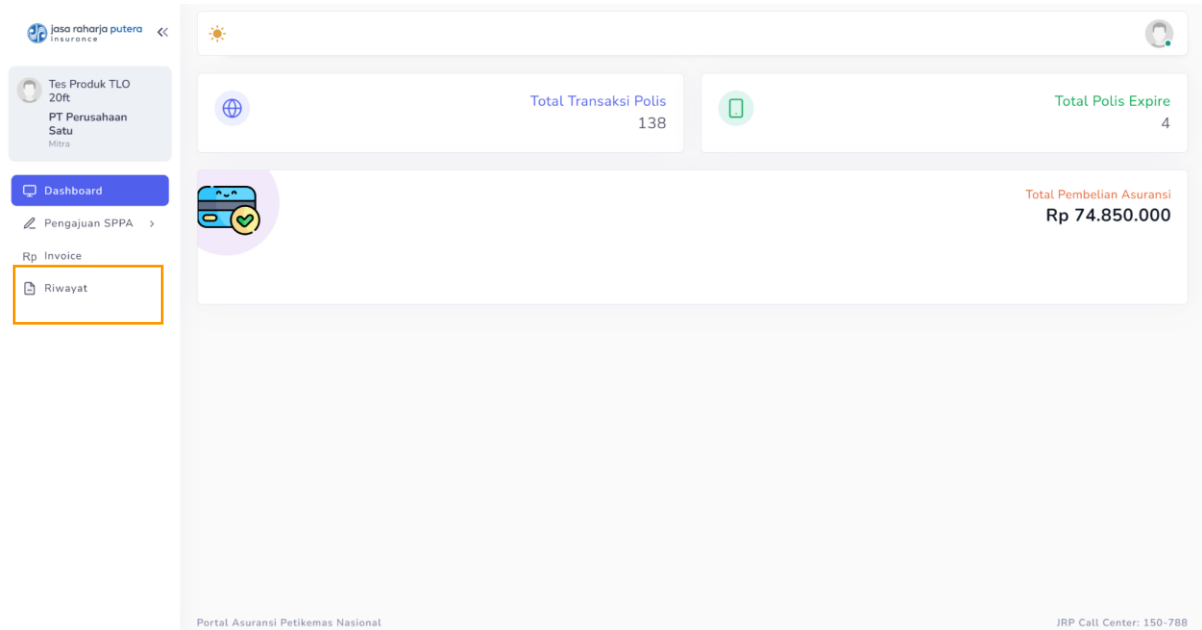 jasa raharja putera
insurance
Tes Produk TLO
20ft
PT Perusahaan
Satu
Mitra
Dashboard
Pengajuan SPPA
Rp Invoice
Riwayat
Total Transaksi Polis
138
Total Polis Expire
4
Total Pembelian Asuransi
Rp 74.850.000
Portal Asuransi Petikemas Nasional
JRP Call Center: 150-788